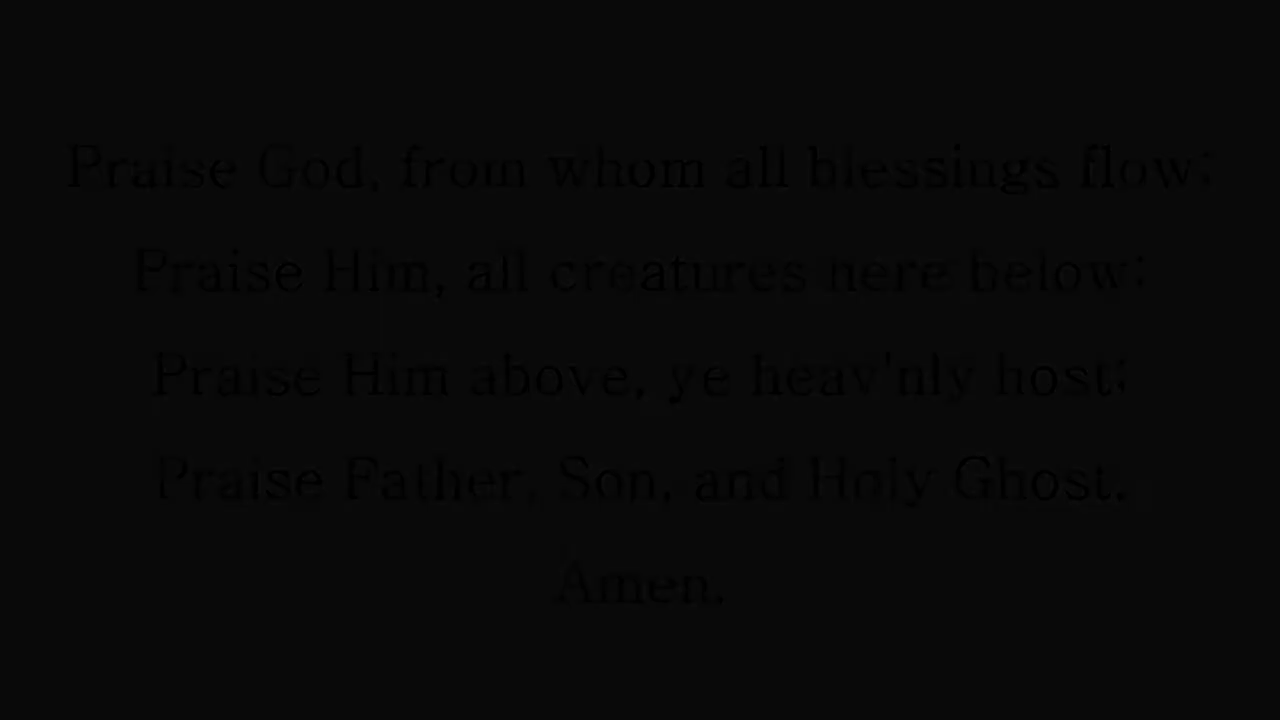 Praise God, from whom all blessings flow;
Praise Him, all creatures here below;
Praise Him above, ye heav'nly host;
Praise Father, Son, and Holy Ghost.
Amen.